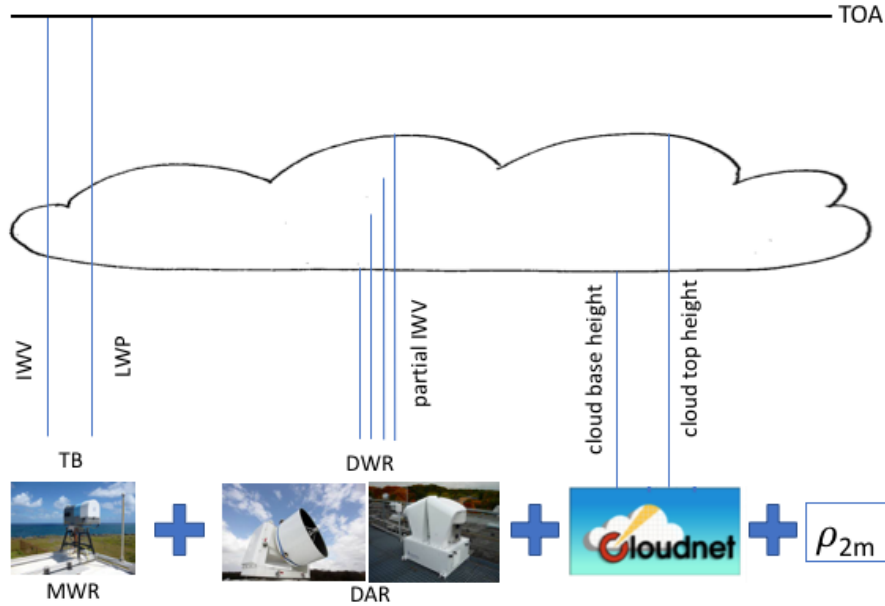 TOA
IWV
LWP
partial IWV
cloud base height
cloud top height
TB
DWR
Cloudnet
ρ2m
MWR
DAR